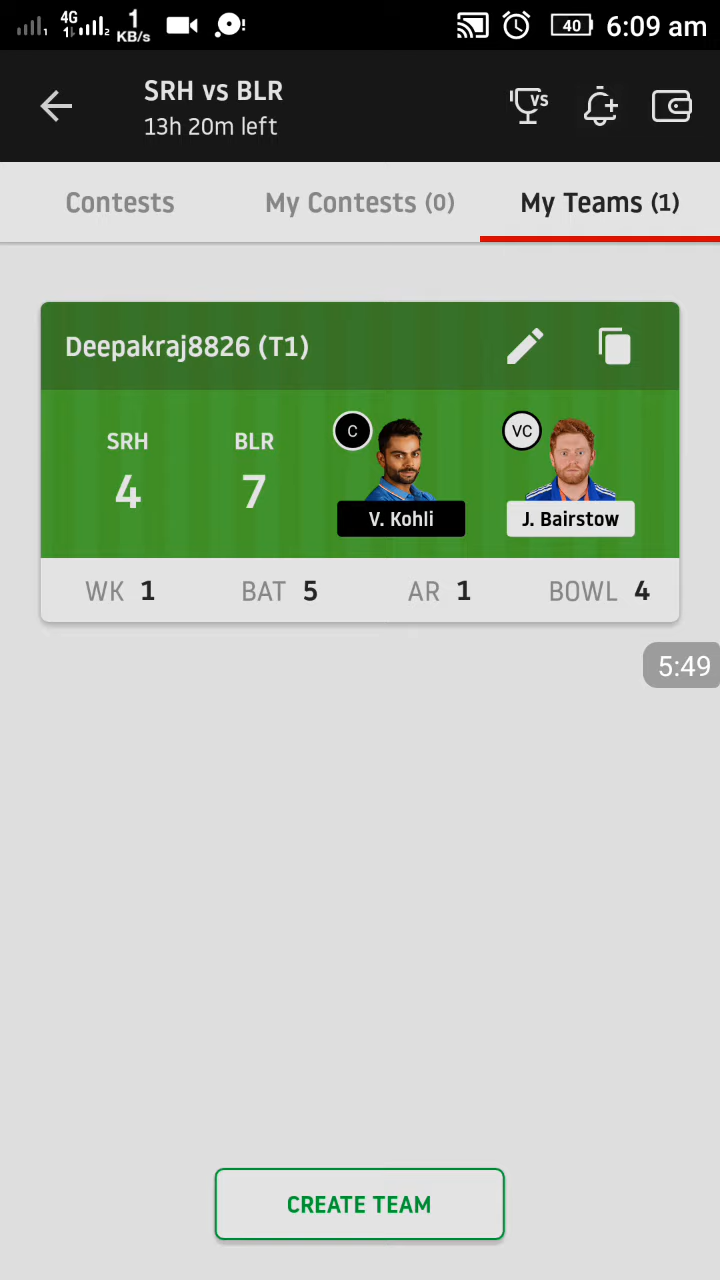 4G 1 KB/s 40 6:09 am
SRH vs BLR
13h 20m left
VS
Contests My Contests (0) My Teams (1)
Deepakraj8826 (T1)
C VC
SRH BLR
4 7
V. Kohli J. Bairstow
WK 1 BAT 5 AR 1 BOWL 4
5:49
CREATE TEAM